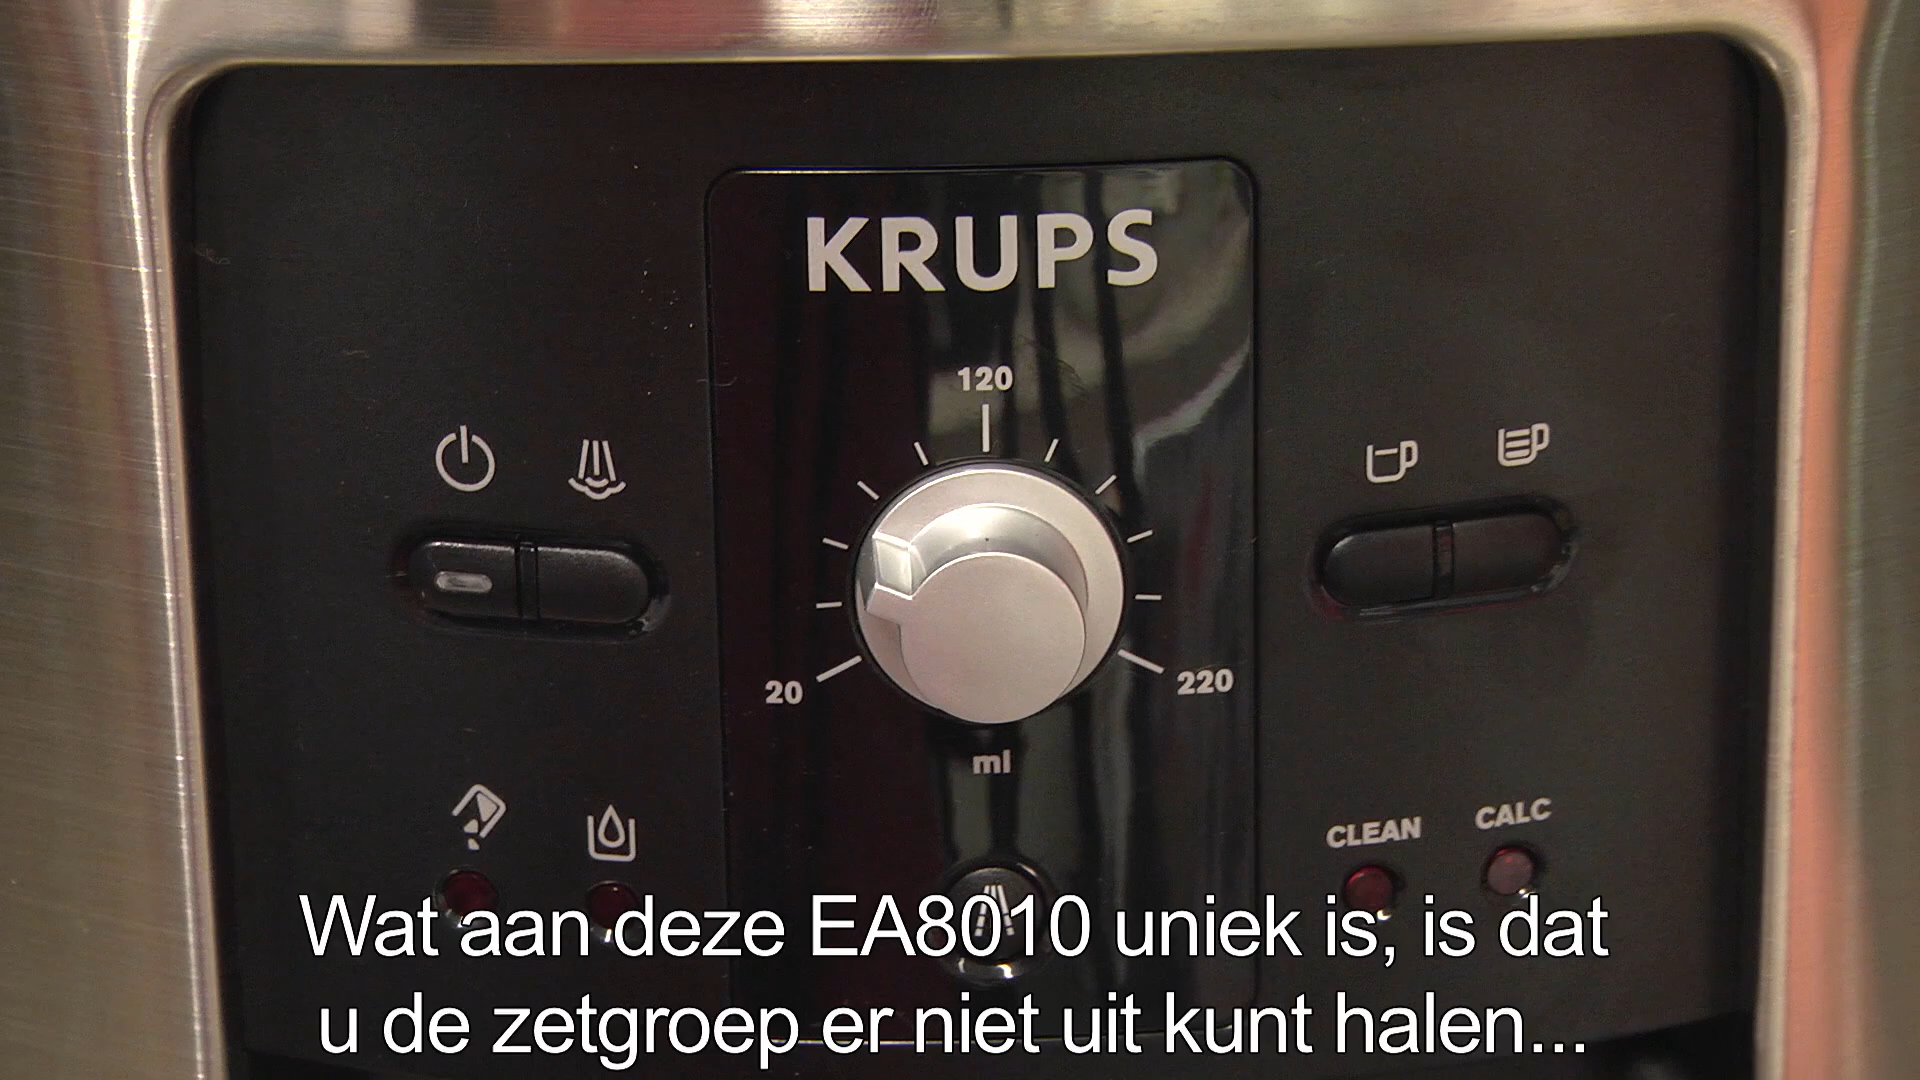 KRUPS
120
20
220
ml
CLEAN
CALC
Wat aan deze EA8010 uniek is, is dat
u de zetgroep er niet uit kunt halen...